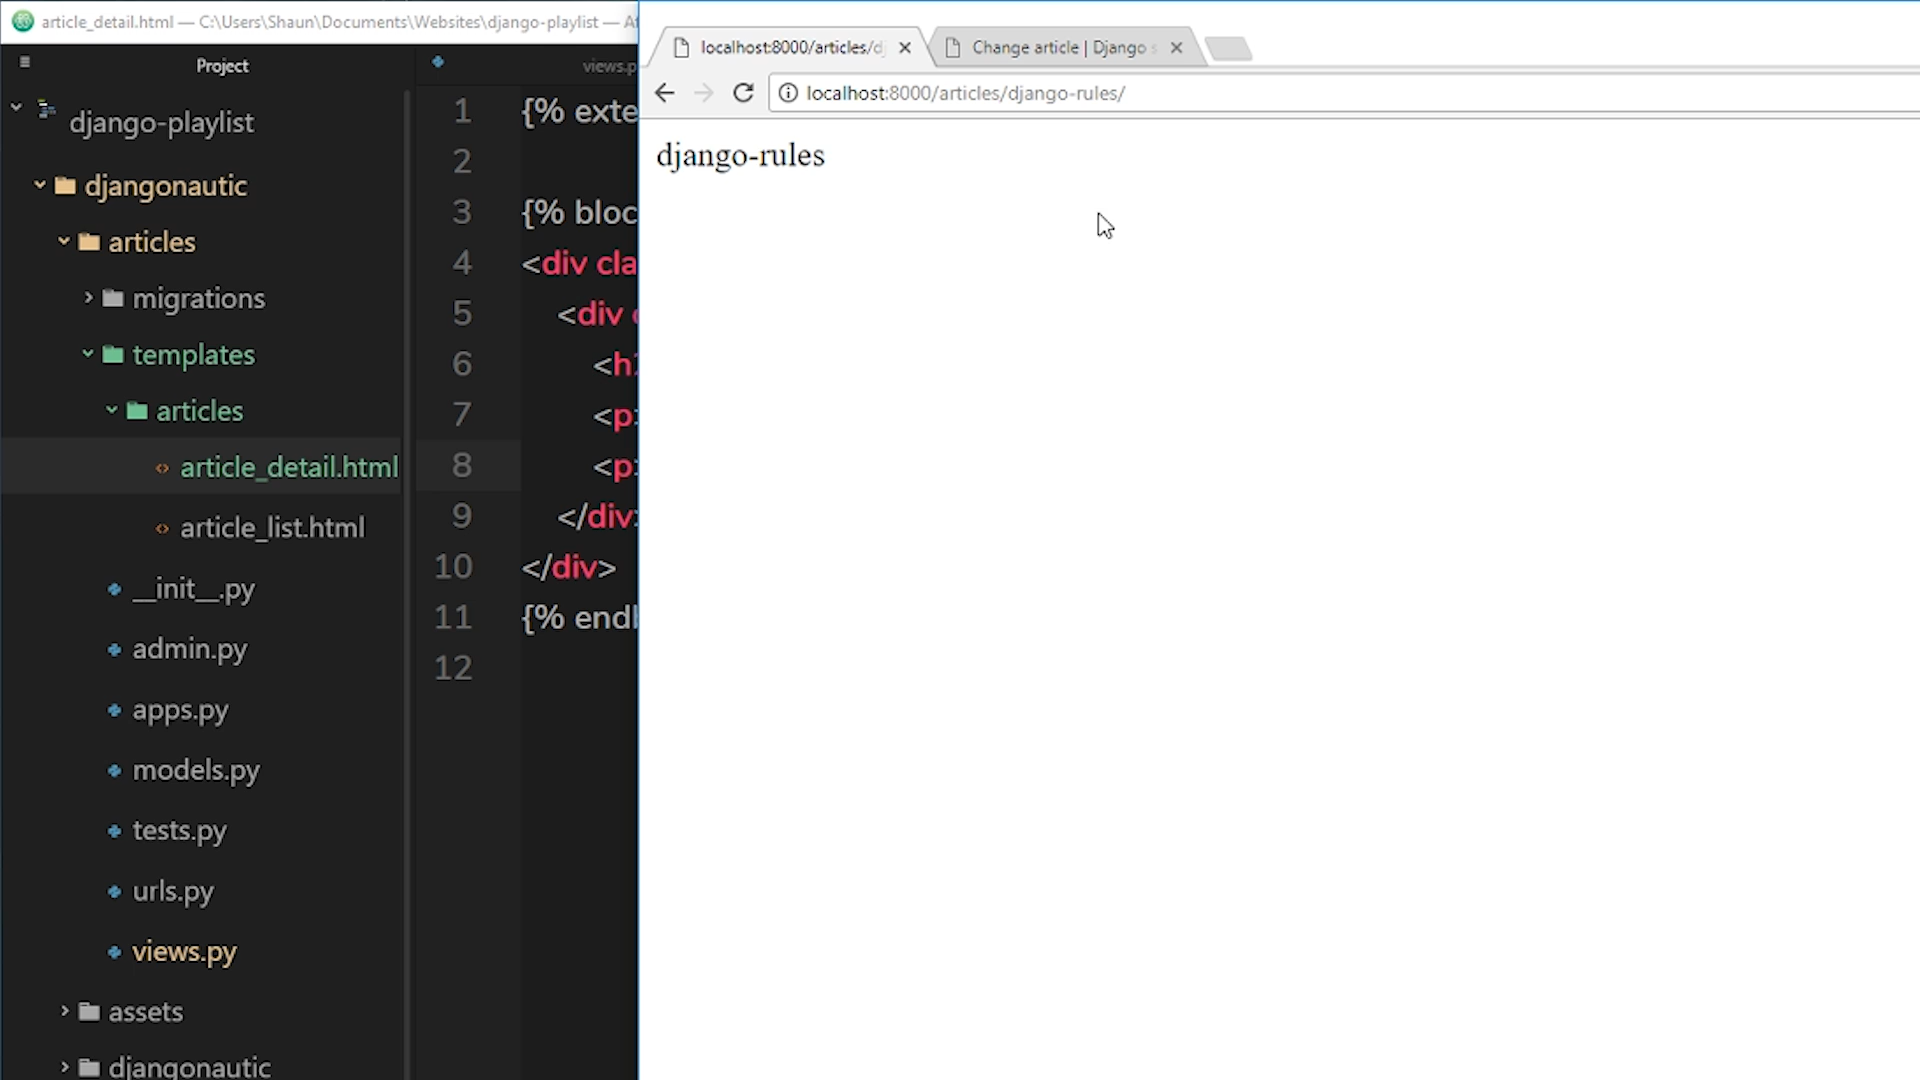 article_detail.html — C:\Users\Shaun\Documents\Websites\django-playlist — At
Project
django-playlist
djangonautic
articles
migrations
templates
articles
article_detail.html
article_list.html
__init__.py
admin.py
apps.py
models.py
tests.py
urls.py
views.py
assets
djangonautic
views.p
1 {% exte
2
3 {% bloc
4 <div cla
5 <div c
6 <h
7 <p>
8 <p>
9 </div>
10 </div>
11 {% endb
12
localhost:8000/articles/d
Change article | Django s
localhost:8000/articles/django-rules/
django-rules